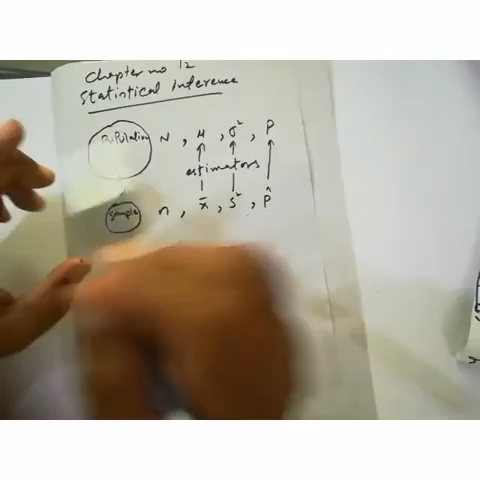 chapter no 12
Statistical Inference
Population N , μ , σ² , P
estimators
Sample n , x̄ , s² , p̂